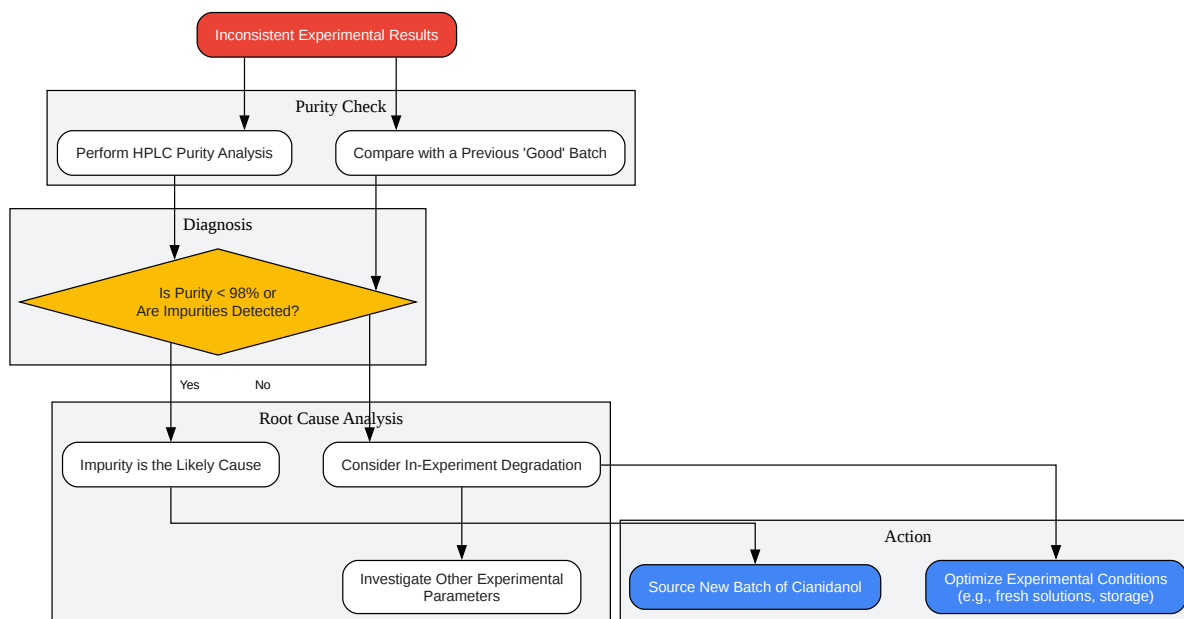 Inconsistent Experimental Results
Purity Check
Perform HPLC Purity Analysis
Compare with a Previous 'Good' Batch
Diagnosis
Is Purity < 98% or
Are Impurities Detected?
Yes
No
Root Cause Analysis
Impurity is the Likely Cause
Consider In-Experiment Degradation
Action
Investigate Other Experimental
Parameters
Source New Batch of Cianidanol
Optimize Experimental Conditions
(e.g., fresh solutions, storage)